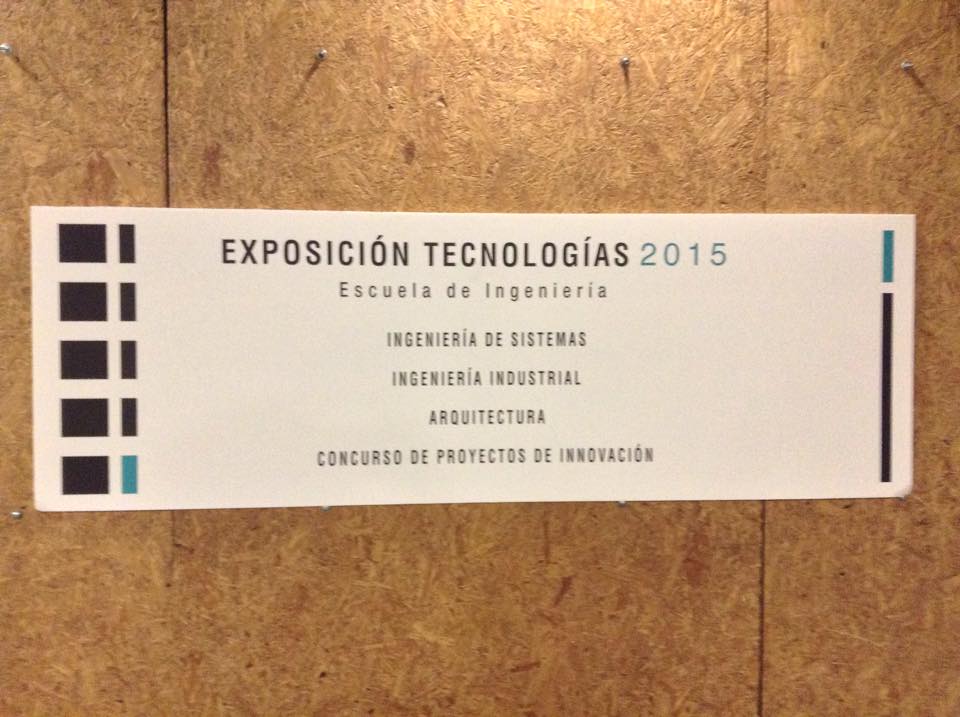 EXPOSICIÓN TECNOLOGÍAS 2015
Escuela de Ingeniería
INGENIERÍA DE SISTEMAS
INGENIERÍA INDUSTRIAL
ARQUITECTURA
CONCURSO DE PROYECTOS DE INNOVACIÓN